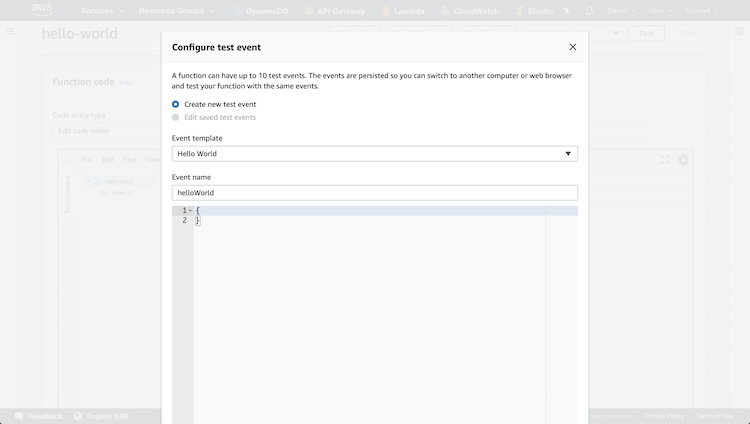 aws
Services
Resource Groups
DynamoDB
API Gateway
Lambda
CloudWatch
Elastic
Support
hello-world
Test
Configure test event
A function can have up to 10 test events. The events are persisted so you can switch to another computer or web browser
and test your function with the same events.
Create new test event
Edit saved test events
Event template
Hello World
Event name
helloWorld
1 {
2 }
Function code
Info
Code entry type
Edit code inline
File Edit Find View
Environment
hello-world
index.js
Feedback
English (US)
Privacy Policy
Terms of Use